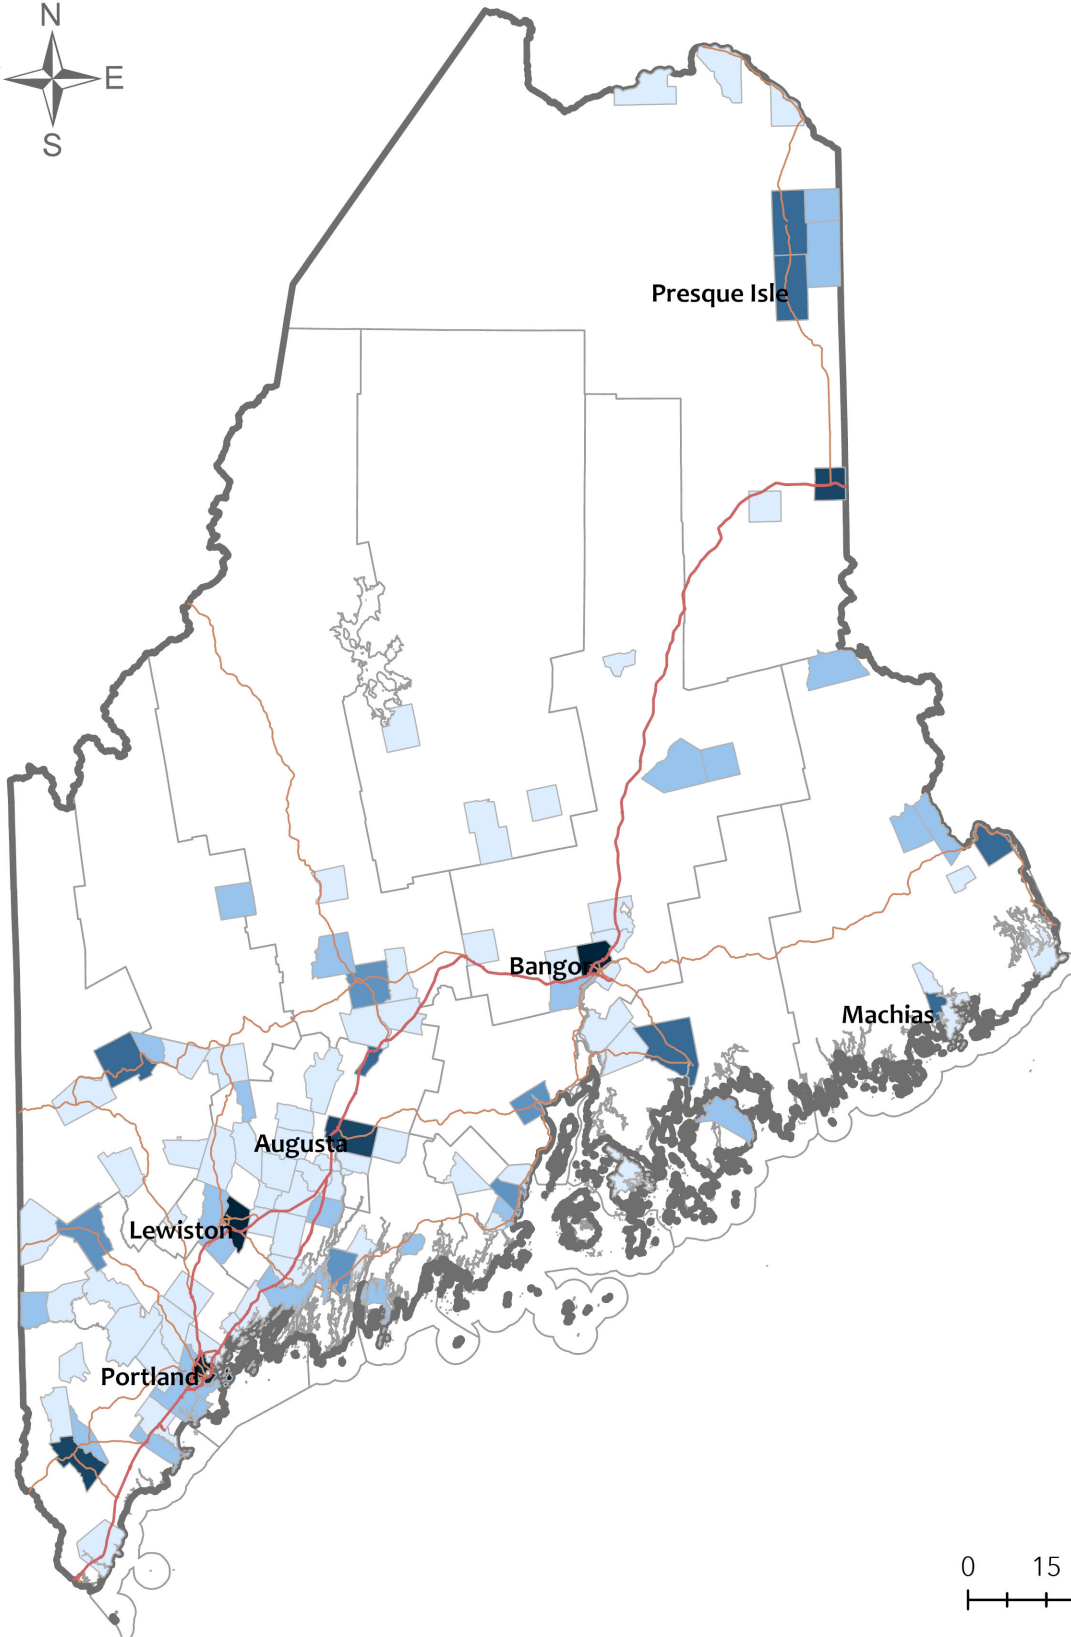 N
E
S
Presque Isle
Bangor
Machias
Augusta
Lewiston
Portland
0 15